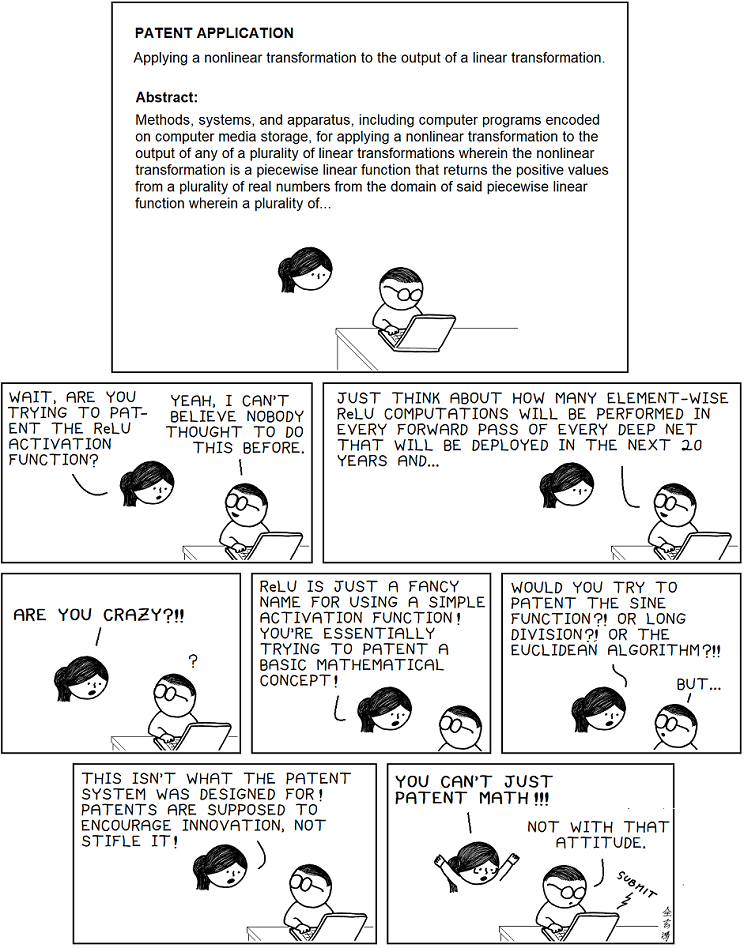 PATENT APPLICATION
Applying a nonlinear transformation to the output of a linear transformation.
Abstract:
Methods, systems, and apparatus, including computer programs encoded
on computer media storage, for applying a nonlinear transformation to the
output of any of a plurality of linear transformations wherein the nonlinear
transformation is a piecewise linear function that returns the positive values
from a plurality of real numbers from the domain of said piecewise linear
function wherein a plurality of...
WAIT, ARE YOU
TRYING TO PAT-
ENT THE ReLU
ACTIVATION
FUNCTION?
YEAH, I CAN'T
BELIEVE NOBODY
THOUGHT TO DO
THIS BEFORE.
JUST THINK ABOUT HOW MANY ELEMENT-WISE
ReLU COMPUTATIONS WILL BE PERFORMED IN
EVERY FORWARD PASS OF EVERY DEEP NET
THAT WILL BE DEPLOYED IN THE NEXT 20
YEARS AND...
ARE YOU CRAZY?!!
?
ReLU IS JUST A FANCY
NAME FOR USING A SIMPLE
ACTIVATION FUNCTION!
YOU'RE ESSENTIALLY
TRYING TO PATENT A
BASIC MATHEMATICAL
CONCEPT!
WOULD YOU TRY TO
PATENT THE SINE
FUNCTION?! OR LONG
DIVISION?! OR THE
EUCLIDEAN ALGORITHM?!!
BUT...
THIS ISN'T WHAT THE PATENT
SYSTEM WAS DESIGNED FOR!
PATENTS ARE SUPPOSED TO
ENCOURAGE INNOVATION, NOT
STIFLE IT!
YOU CAN'T JUST
PATENT MATH!!!
NOT WITH THAT
ATTITUDE.
SUBMIT